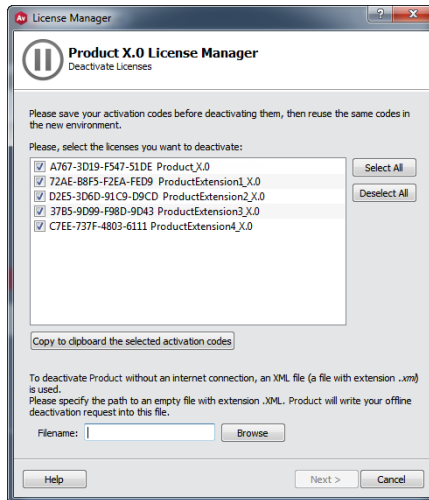 Av License Manager
Product X.0 License Manager
Deactivate Licenses
Please save your activation codes before deactivating them, then reuse the same codes in
the new environment.
Please, select the licenses you want to deactivate:
A767-3D19-F547-51DE Product_X.0
72AE-B8F5-F2EA-FED9 ProductExtension1_X.0
D2E5-3D6D-91C9-D9CD ProductExtension2_X.0
37B5-9D99-F98D-9D43 ProductExtension3_X.0
C7EE-737F-4803-6111 ProductExtension4_X.0
Select All
Deselect All
Copy to clipboard the selected activation codes
To deactivate Product without an internet connection, an XML file (a file with extension .xml)
is used.
Please specify the path to an empty file with extension .XML. Product will write your offline
deactivation request into this file.
Filename: Browse
Help Next > Cancel